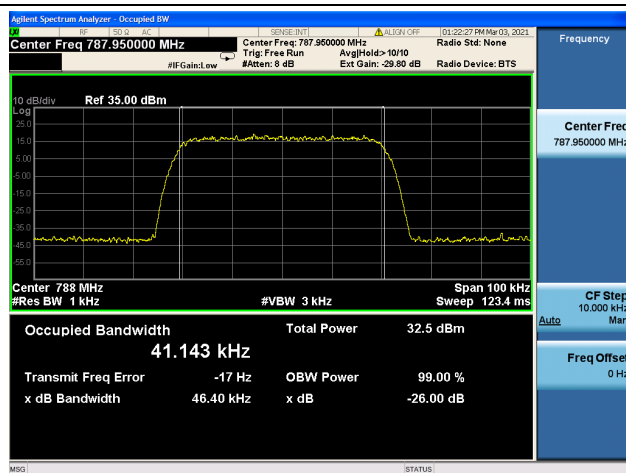 Agilent Spectrum Analyzer - Occupied BW
RF 50 Ω AC SENSE:INT ALIGN OFF 01:22:27 PM Mar 03, 2021
Center Freq 787.950000 MHz Center Freq: 787.950000 MHz Radio Std: None
Trig: Free Run Avg|Hold:>10/10
#IFGain:Low #Atten: 8 dB Ext Gain: -29.80 dB Radio Device: BTS
10 dB/div Ref 35.00 dBm
Log
25.0
15.0
5.00
-5.00
-15.0
-25.0
-35.0
-45.0
-55.0
Center 788 MHz Span 100 kHz
#Res BW 1 kHz #VBW 3 kHz Sweep 123.4 ms
Occupied Bandwidth Total Power 32.5 dBm
41.143 kHz
Transmit Freq Error -17 Hz OBW Power 99.00 %
x dB Bandwidth 46.40 kHz x dB -26.00 dB
MSG STATUS
Frequency
Center Freq
787.950000 MHz
CF Step
10.000 kHz
Auto Man
Freq Offset
0 Hz